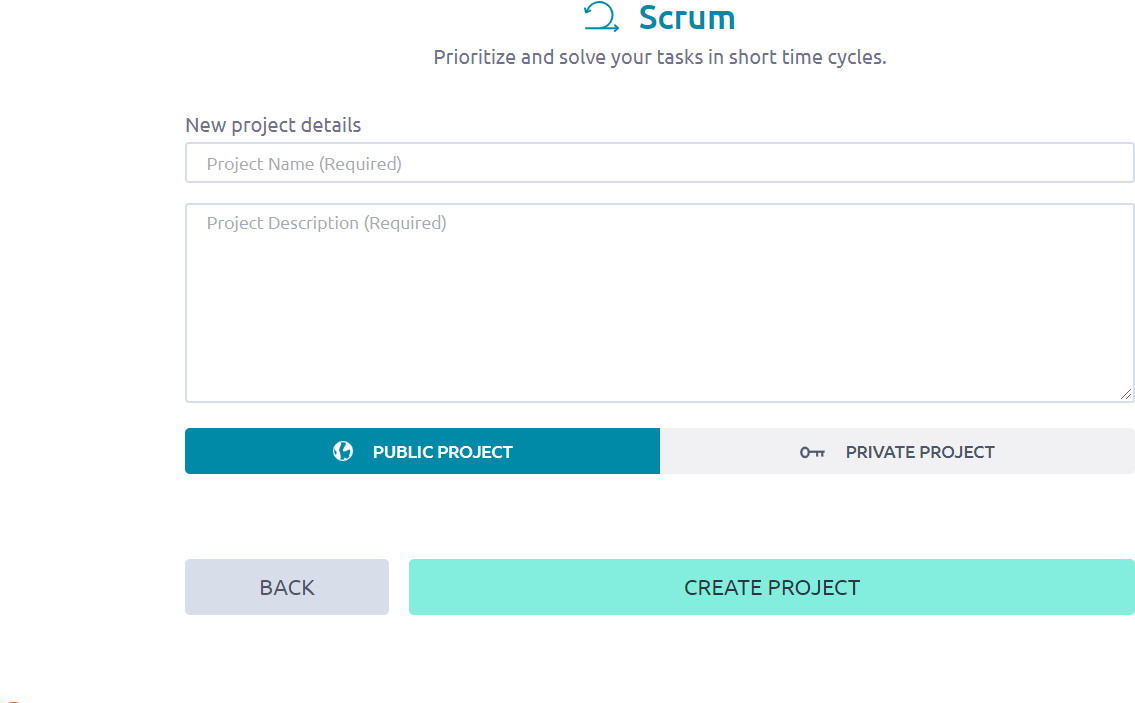 Scrum
Prioritize and solve your tasks in short time cycles.
New project details
Project Name (Required)
Project Description (Required)
PUBLIC PROJECT
PRIVATE PROJECT
BACK
CREATE PROJECT